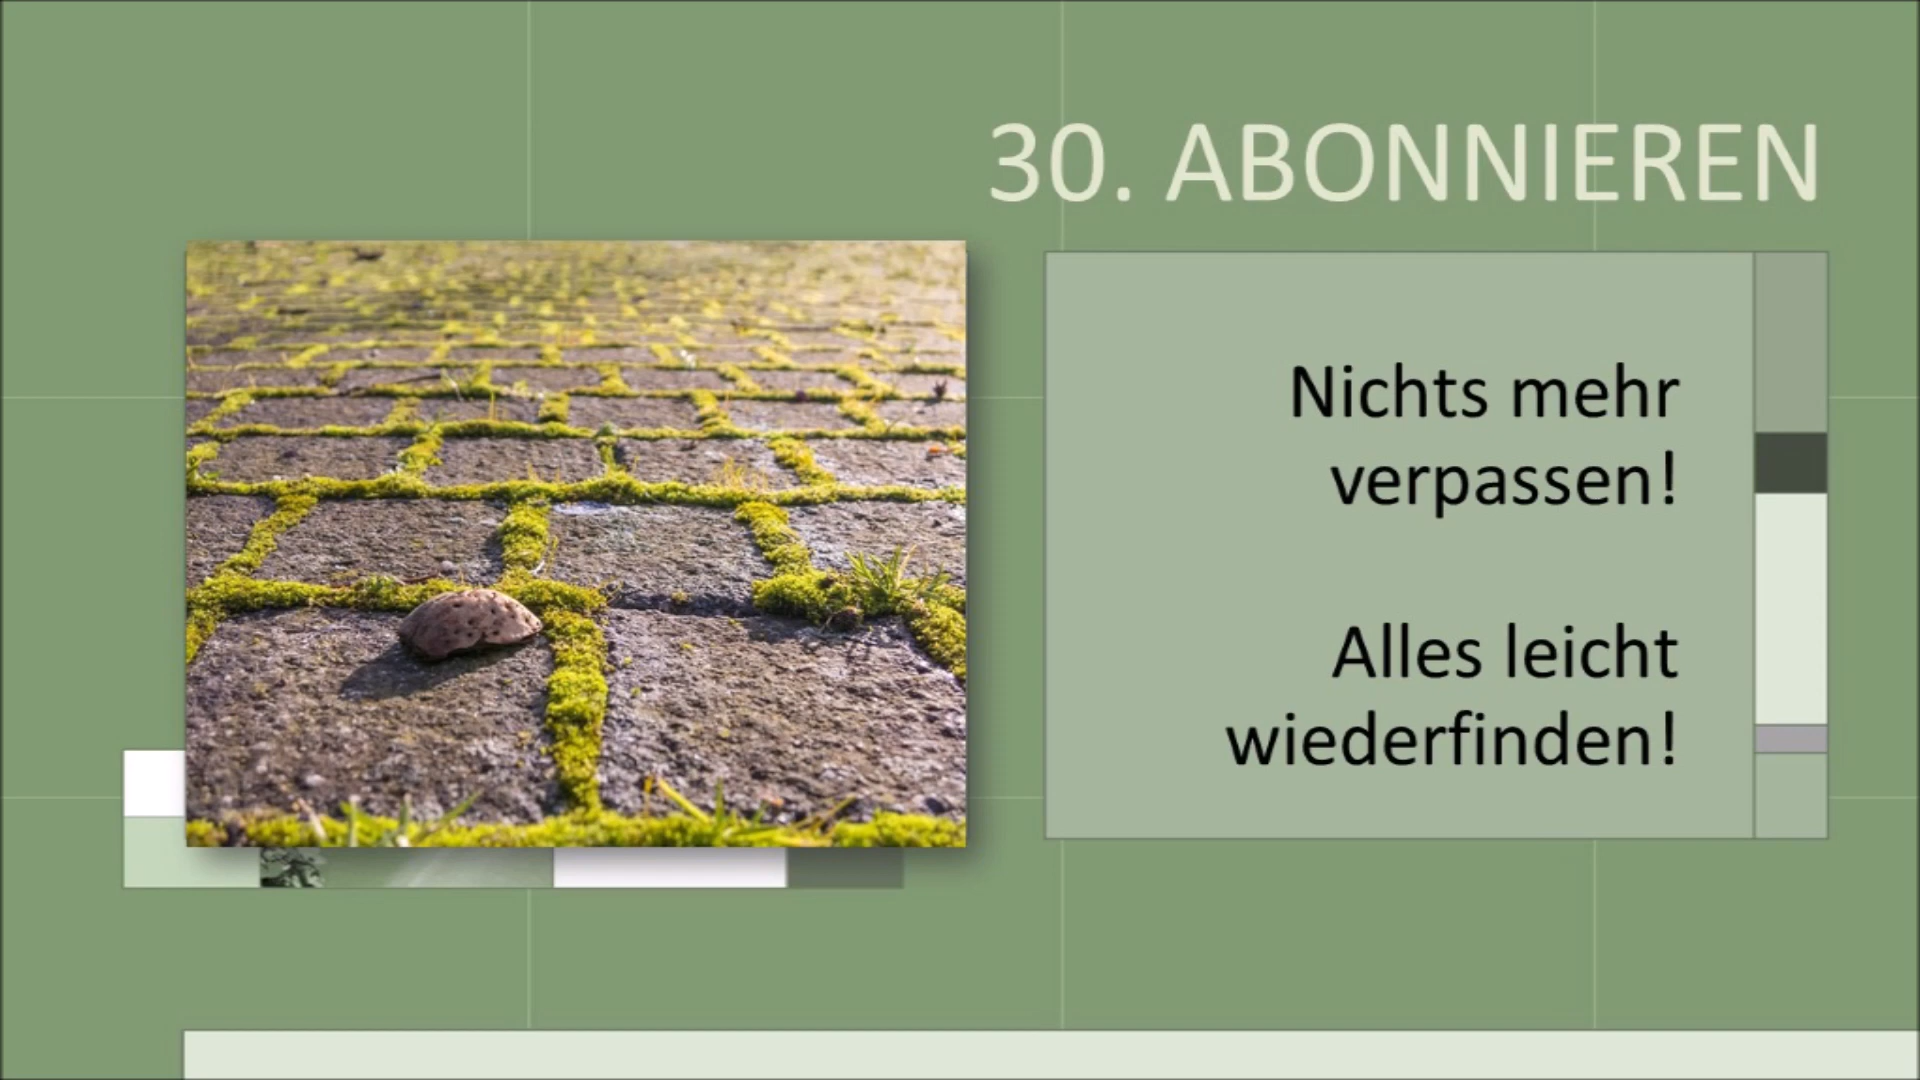 30. ABONNIEREN
Nichts mehr
verpassen!
Alles leicht
wiederfinden!